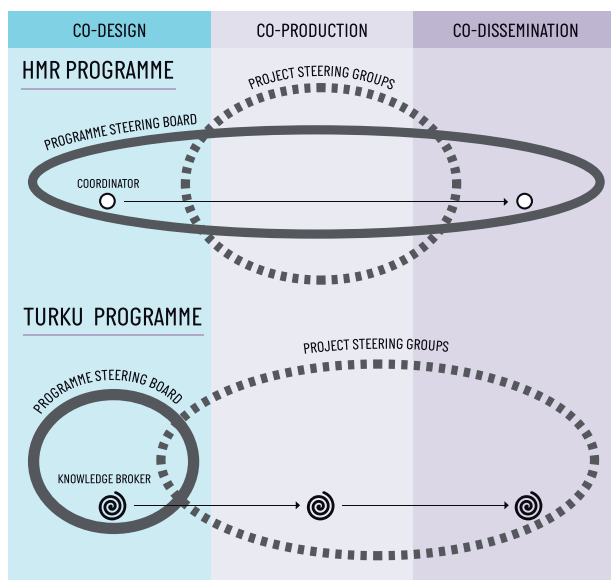 CO-DESIGN
CO-PRODUCTION
CO-DISSEMINATION
HMR PROGRAMME
PROJECT STEERING GROUPS
PROGRAMME STEERING BOARD
COORDINATOR
TURKU PROGRAMME
PROJECT STEERING GROUPS
PROGRAMME STEERING BOARD
KNOWLEDGE BROKER